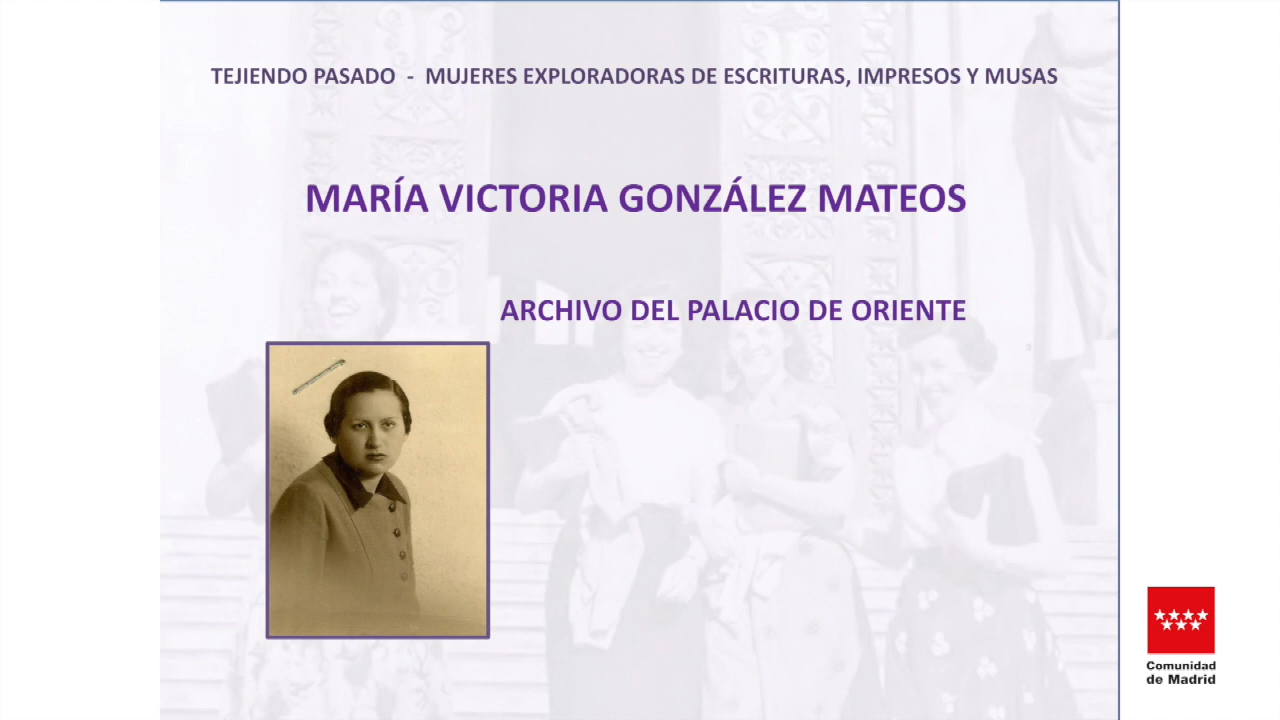 TEJIENDO PASADO - MUJERES EXPLORADORAS DE ESCRITURAS, IMPRESOS Y MUSAS
MARÍA VICTORIA GONZÁLEZ MATEOS
ARCHIVO DEL PALACIO DE ORIENTE
Comunidad
de Madrid